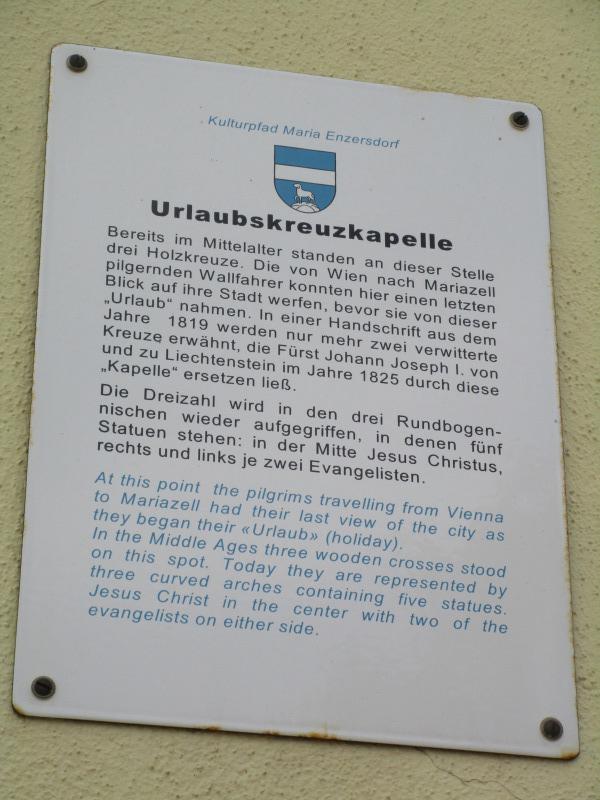 Kulturpfad Maria Enzersdorf
Urlaubskreuzkapelle
Bereits im Mittelalter standen an dieser Stelle
drei Holzkreuze. Die von Wien nach Mariazell
pilgernden Wallfahrer konnten hier einen letzten
Blick auf ihre Stadt werfen, bevor sie von dieser
„Urlaub“ nahmen. In einer Handschrift aus dem
Jahre 1819 werden nur mehr zwei verwitterte
Kreuze erwähnt, die Fürst Johann Joseph I. von
und zu Liechtenstein im Jahre 1825 durch diese
„Kapelle“ ersetzen ließ.
Die Dreizahl wird in den drei Rundbogen-
nischen wieder aufgegriffen, in denen fünf
Statuen stehen: in der Mitte Jesus Christus,
rechts und links je zwei Evangelisten.
At this point the pilgrims travelling from Vienna
to Mariazell had their last view of the city as
they began their «Urlaub» (holiday).
In the Middle Ages three wooden crosses stood
on this spot. Today they are represented by
three curved arches containing five statues.
Jesus Christ in the center with two of the
evangelists on either side.